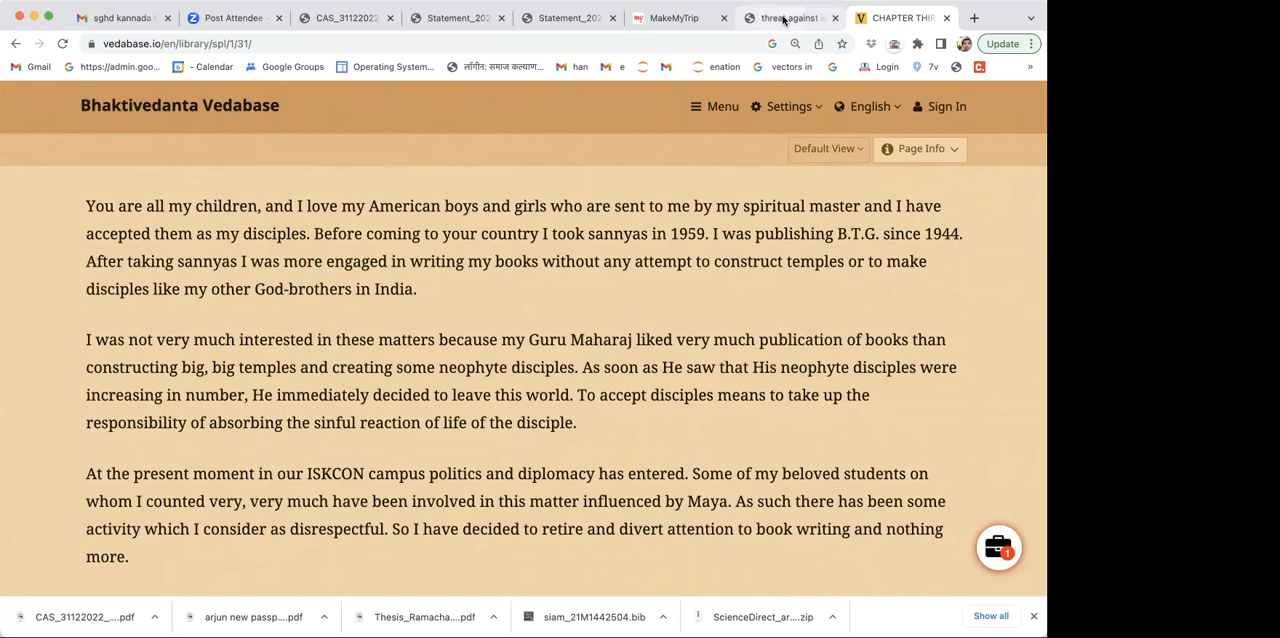 sghd kannada
Post Attendee -
CAS_31122022
Statement_202
Statement_202
MakeMyTrip
threat against
CHAPTER THIR
vedabase.io/en/library/spl/1/31/
Update
Gmail
https://admin.goo...
- Calendar
Google Groups
Operating System...
लॉगीन: समाज कल्याण...
han
e
enation
vectors in
Login
7v
»
Bhaktivedanta Vedabase
Menu
Settings
English
Sign In
Default View
Page Info
You are all my children, and I love my American boys and girls who are sent to me by my spiritual master and I have
accepted them as my disciples. Before coming to your country I took sannyas in 1959. I was publishing B.T.G. since 1944.
After taking sannyas I was more engaged in writing my books without any attempt to construct temples or to make
disciples like my other God-brothers in India.
I was not very much interested in these matters because my Guru Maharaj liked very much publication of books than
constructing big, big temples and creating some neophyte disciples. As soon as He saw that His neophyte disciples were
increasing in number, He immediately decided to leave this world. To accept disciples means to take up the
responsibility of absorbing the sinful reaction of life of the disciple.
At the present moment in our ISKCON campus politics and diplomacy has entered. Some of my beloved students on
whom I counted very, very much have been involved in this matter influenced by Maya. As such there has been some
activity which I consider as disrespectful. So I have decided to retire and divert attention to book writing and nothing
more.
1
CAS_31122022_....pdf
arjun new passp...pdf
Thesis_Ramacha....pdf
siam_21M1442504.bib
ScienceDirect_ar....zip
Show all